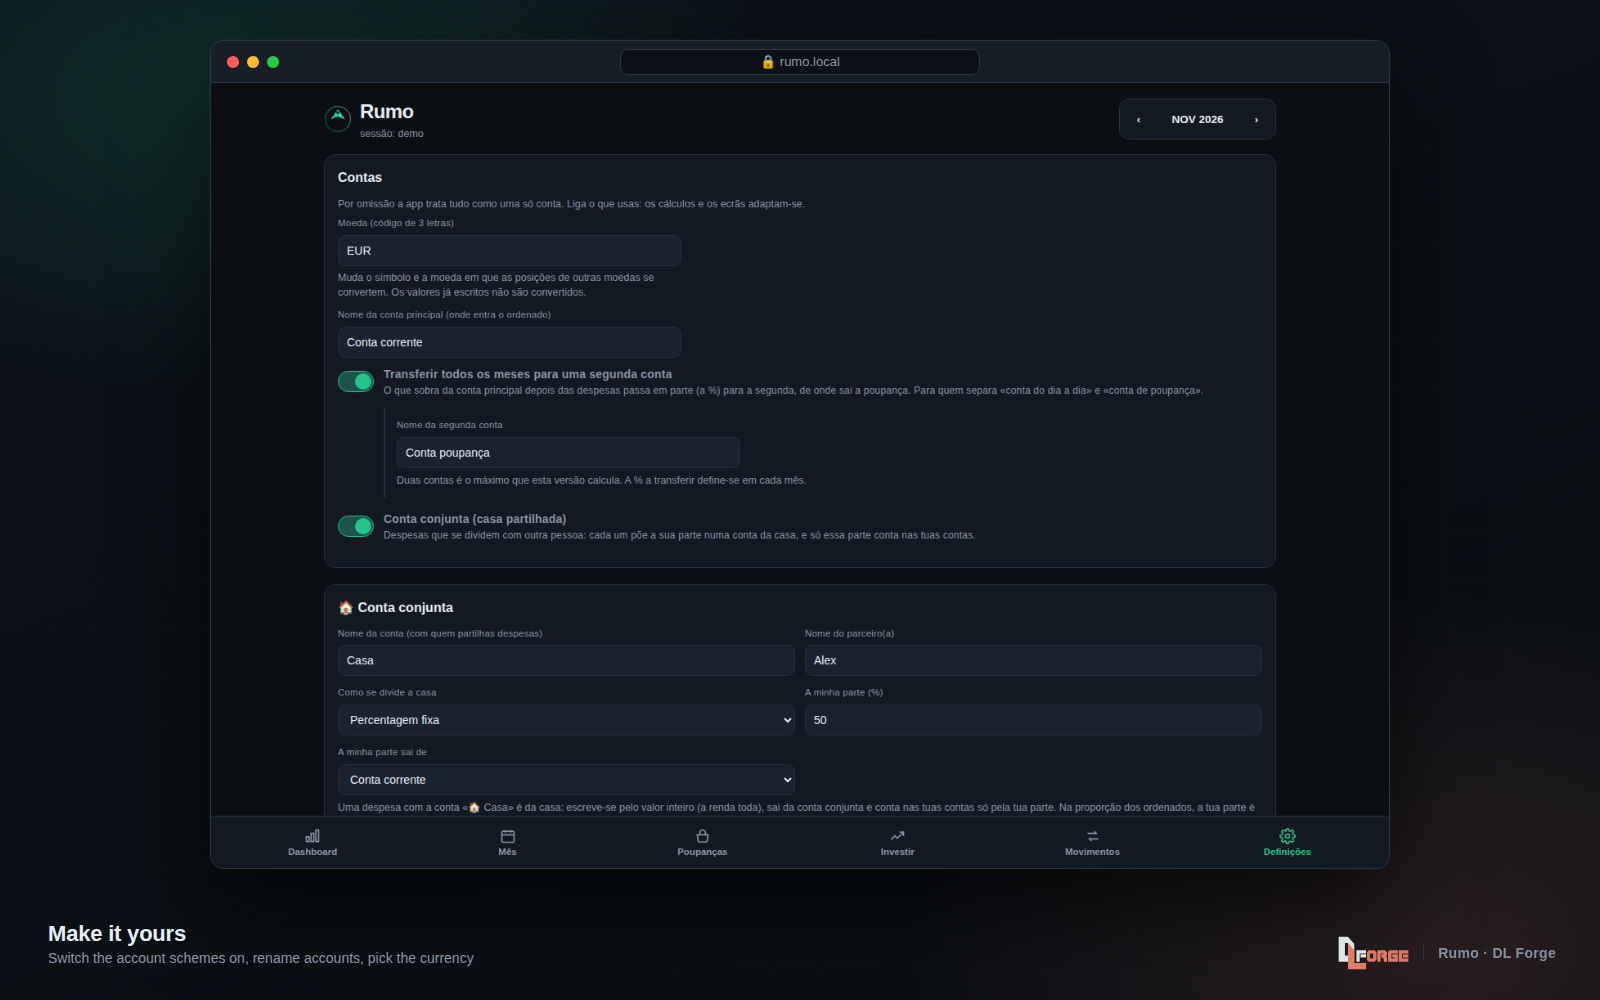 🔒 rumo.local
Rumo
sessão: demo
‹ NOV 2026 ›
Contas
Por omissão a app trata tudo como uma só conta. Liga o que usas: os cálculos e os ecrãs adaptam-se.
Moeda (código de 3 letras)
EUR
Muda o símbolo e a moeda em que as posições de outras moedas se
convertem. Os valores já escritos não são convertidos.
Nome da conta principal (onde entra o ordenado)
Conta corrente
Transferir todos os meses para uma segunda conta
O que sobra da conta principal depois das despesas passa em parte (a %) para a segunda, de onde sai a poupança. Para quem separa «conta do dia a dia» e «conta de poupança».
Nome da segunda conta
Conta poupança
Duas contas é o máximo que esta versão calcula. A % a transferir define-se em cada mês.
Conta conjunta (casa partilhada)
Despesas que se dividem com outra pessoa: cada um põe a sua parte numa conta da casa, e só essa parte conta nas tuas contas.
🏠 Conta conjunta
Nome da conta (com quem partilhas despesas)
Nome do parceiro(a)
Casa
Alex
Como se divide a casa
A minha parte (%)
Percentagem fixa
50
A minha parte sai de
Conta corrente
Uma despesa com a conta «🏠 Casa» é da casa: escreve-se pelo valor inteiro (a renda toda), sai da conta conjunta e conta nas tuas contas só pela tua parte. Na proporção dos ordenados, a tua parte é
Dashboard
Mês
Poupanças
Investir
Movimentos
Definições
Make it yours
Switch the account schemes on, rename accounts, pick the currency
DL FORGE
Rumo · DL Forge